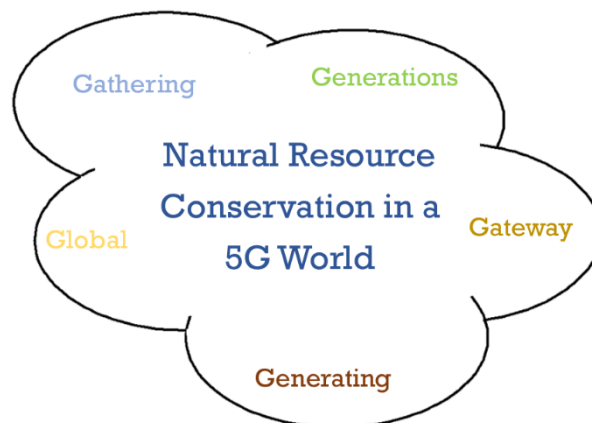 Gathering
Generations
Natural Resource
Conservation in a
5G World
Global
Gateway
Generating